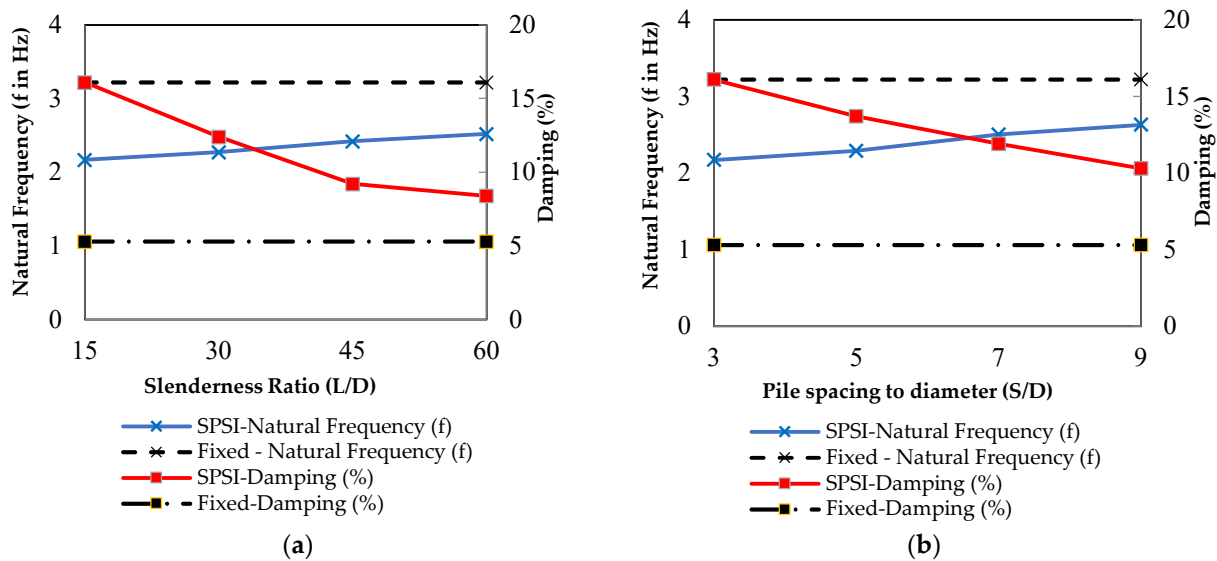 Natural Frequency (f in Hz)
4
3
2
1
0
20
15
10
5
0
Damping (%)
15 30 45 60
Slenderness Ratio (L/D)
SPSI-Natural Frequency (f)
Fixed - Natural Frequency (f)
SPSI-Damping (%)
Fixed-Damping (%)
(a)
Natural Frequency (f in Hz)
4
3
2
1
0
20
15
10
5
0
Damping (%)
3 5 7 9
Pile spacing to diameter (S/D)
SPSI-Natural Frequency (f)
Fixed - Natural Frequency (f)
SPSI-Damping (%)
Fixed-Damping (%)
(b)